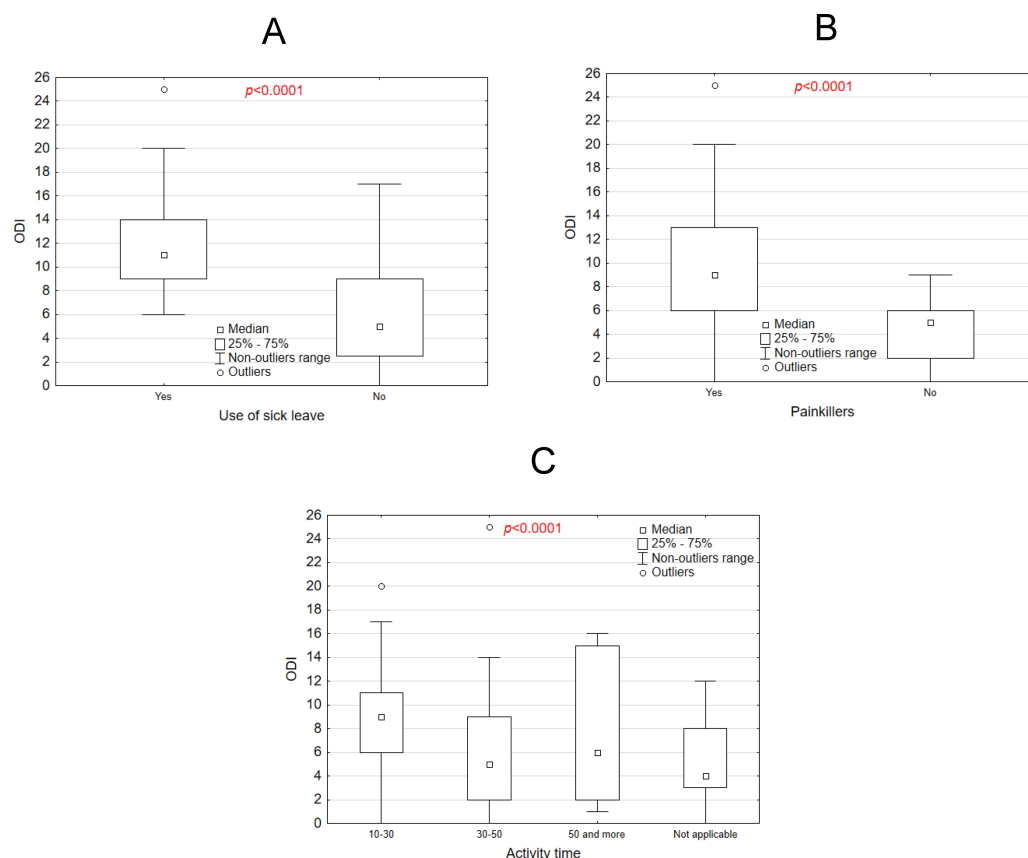 A
p<0.0001
26
24
22
20
18
16
14
12
10
8
6
4
2
0
ODI
Median
25% - 75%
Non-outliers range
Outliers
Yes
No
Use of sick leave
B
p<0.0001
26
24
22
20
18
16
14
12
10
8
6
4
2
0
ODI
Median
25% - 75%
Non-outliers range
Outliers
Yes
No
Painkillers
C
p<0.0001
26
24
22
20
18
16
14
12
10
8
6
4
2
0
ODI
Median
25% - 75%
Non-outliers range
Outliers
10-30
30-50
50 and more
Not applicable
Activity time